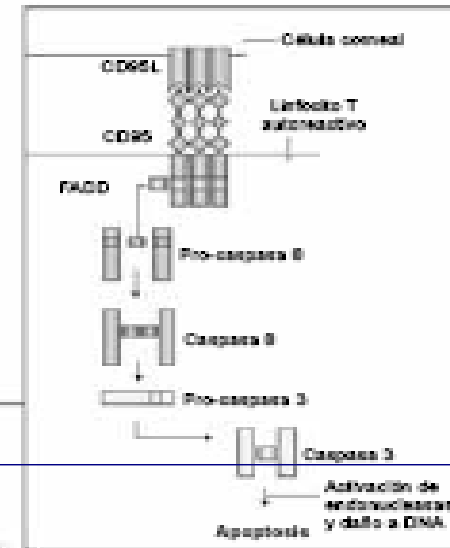 Célula corneal
CD95L
Linfocito T
autoreactivo
CD95
FADD
Pro-caspasa 8
Caspasa 8
Pro-caspasa 3
Caspasa 3
Activación de
endonucleasas
y daño a DNA
Apoptosis